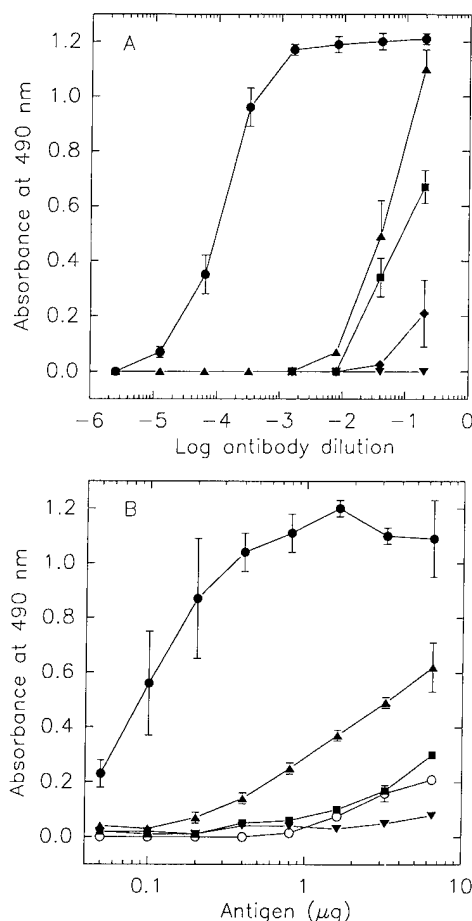 A
1.2
1.0
0.8
0.6
0.4
0.2
0.0
Absorbance at 490 nm
−6 −5 −4 −3 −2 −1 0
Log antibody dilution
B
1.2
1.0
0.8
0.6
0.4
0.2
0.0
Absorbance at 490 nm
0.1 1 10
Antigen (μg)